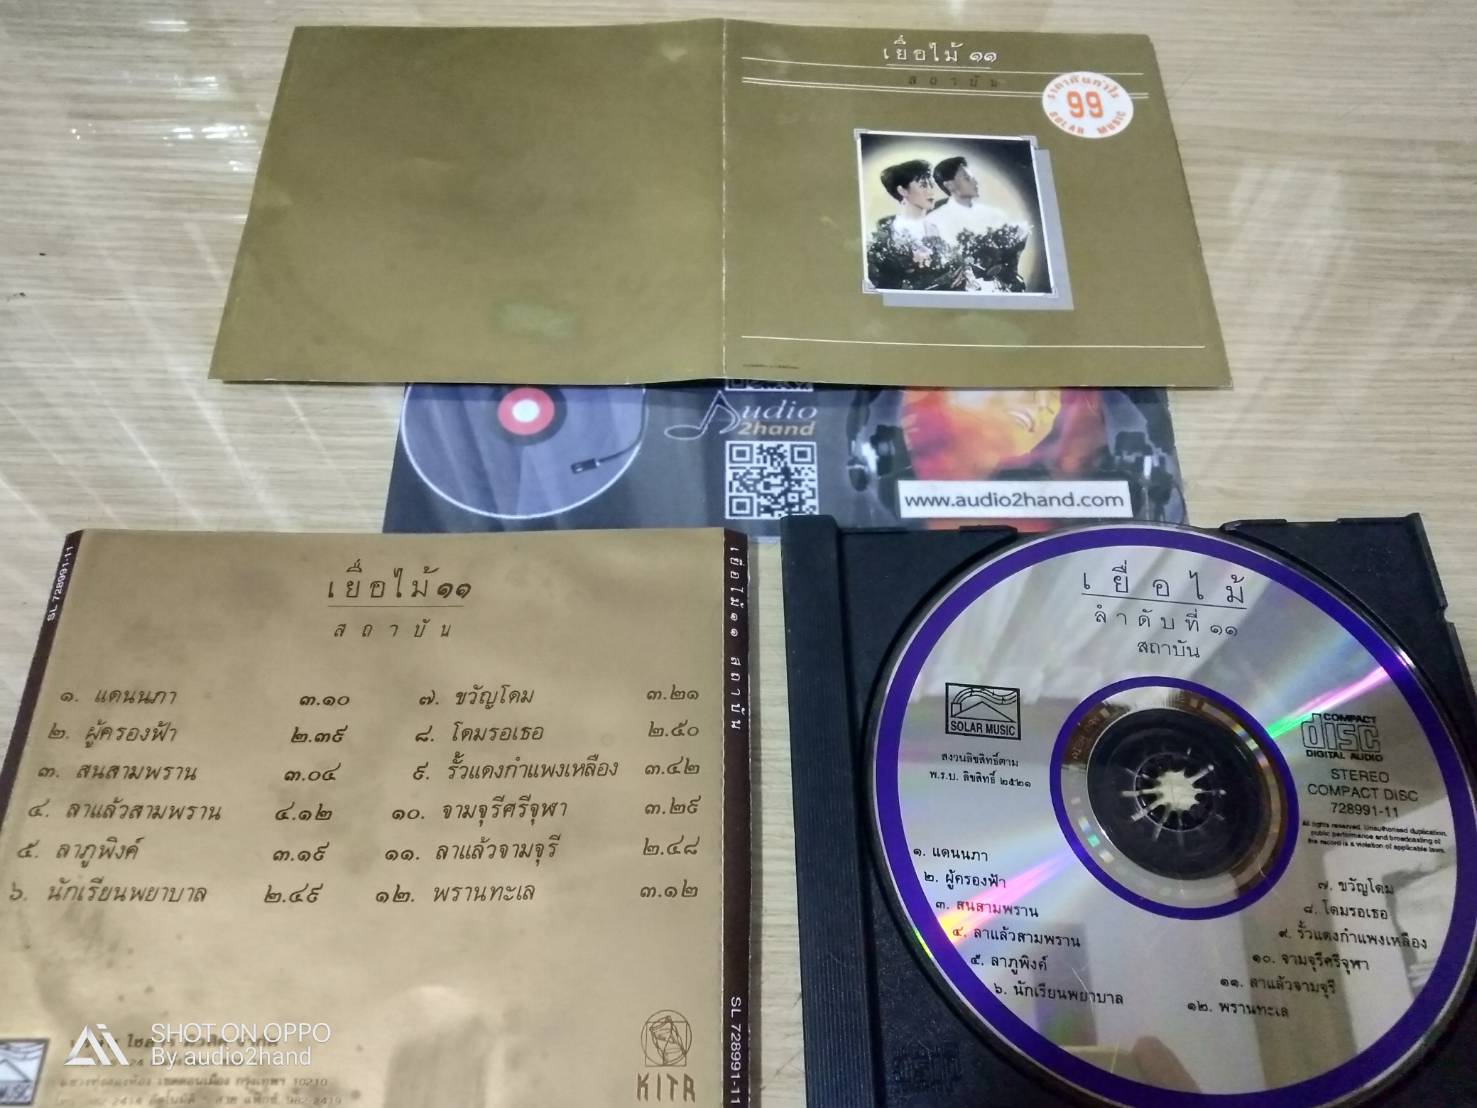 เยื่อไม้ ๑๑
สถาบัน
ราคา
99
SOLAR MUSIC
Audio
2hand
www.audio2hand.com
SL 728991-11
เยื่อไม้๑๑
สถาบัน
๑. แดนนภา ๓.๑๐
๒. ผู้ครองฟ้า ๒.๓๙
๓. สนสามพราน ๓.๐๔
๔. ลาแล้วสามพราน ๔.๑๒
๕. ลาภูพิงค์ ๓.๑๙
๖. นักเรียนพยาบาล ๒.๔๙
๗. ขวัญโดม ๓.๒๑
๘. โดมรอเธอ ๒.๕๐
๙. รั้วแดงกำแพงเหลือง ๓.๔๒
๑๐. จามจุรีศรีจุฬา ๓.๒๙
๑๑. ลาแล้วจามจุรี ๒.๔๘
๑๒. พรานทะเล ๓.๑๒
เยื่อไม้๑๑ สถาบัน
SL 728991-11
KITA
SHOT ON OPPO
By audio2hand
เยื่อไม้
ลำดับที่ ๑๑
สถาบัน
SOLAR MUSIC
สงวนลิขสิทธิ์ตาม
พ.ร.บ. ลิขสิทธิ์ ๒๕๒๑
COMPACT
disc
DIGITAL AUDIO
STEREO
COMPACT DISC
728991-11
All rights reserved. Unauthorised duplication,
public performance and broadcasting of
the record is a violation of applicable laws.
๑. แดนนภา
๒. ผู้ครองฟ้า
๓. สนสามพราน
๔. ลาแล้วสามพราน
๕. ลาภูพิงค์
๖. นักเรียนพยาบาล
๗. ขวัญโดม
๘. โดมรอเธอ
๙. รั้วแดงกำแพงเหลือง
๑๐. จามจุรีศรีจุฬา
๑๑. ลาแล้วจามจุรี
๑๒. พรานทะเล